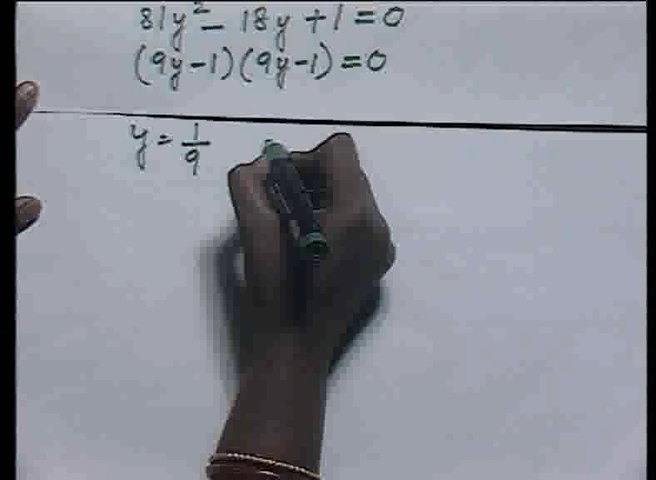 81y² - 18y + 1 = 0
(9y-1)(9y-1) = 0
y = 1/9